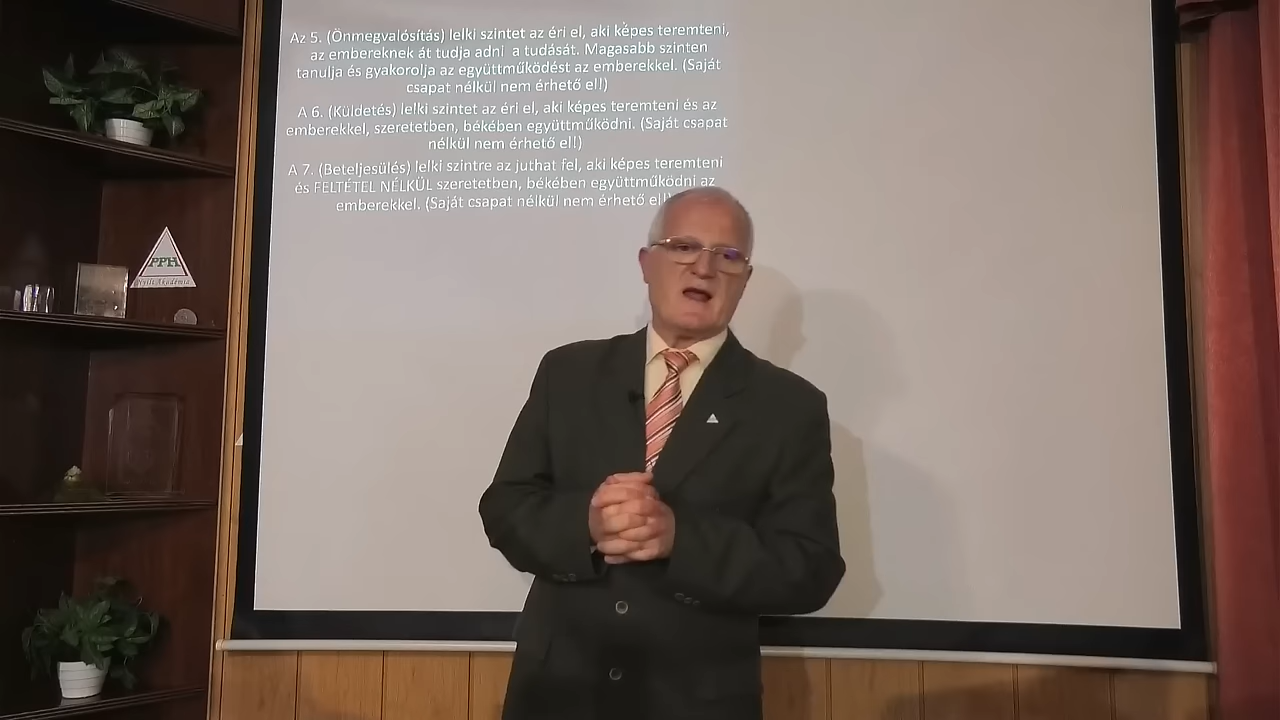 Az 5. (Önmegvalósítás) lelki szintet az éri el, aki képes teremteni,
az embereknek át tudja adni a tudását. Magasabb szinten
tanulja és gyakorolja az együttműködést az emberekkel. (Saját
csapat nélkül nem érhető el!)
A 6. (Küldetés) lelki szintet az éri el, aki képes teremteni és az
emberekkel, szeretetben, békében együttműködni. (Saját csapat
nélkül nem érhető el!)
A 7. (Beteljesülés) lelki szintre az juthat fel, aki képes teremteni
és FELTÉTEL NÉLKÜL szeretetben, békében együttműködni az
emberekkel. (Saját csapat nélkül nem érhető el!)
PPH
Nyílt Akadémia